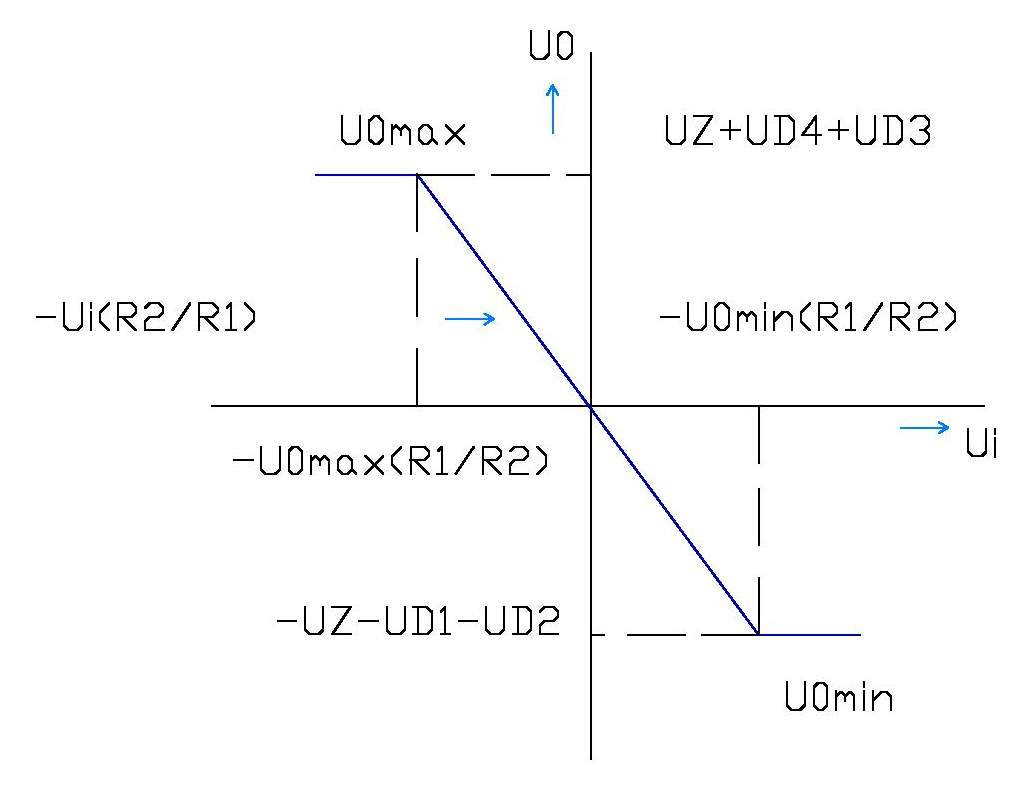 U0
U0max
UZ+UD4+UD3
-Ui(R2/R1)
-U0min(R1/R2)
Ui
-U0max(R1/R2)
-UZ-UD1-UD2
U0min